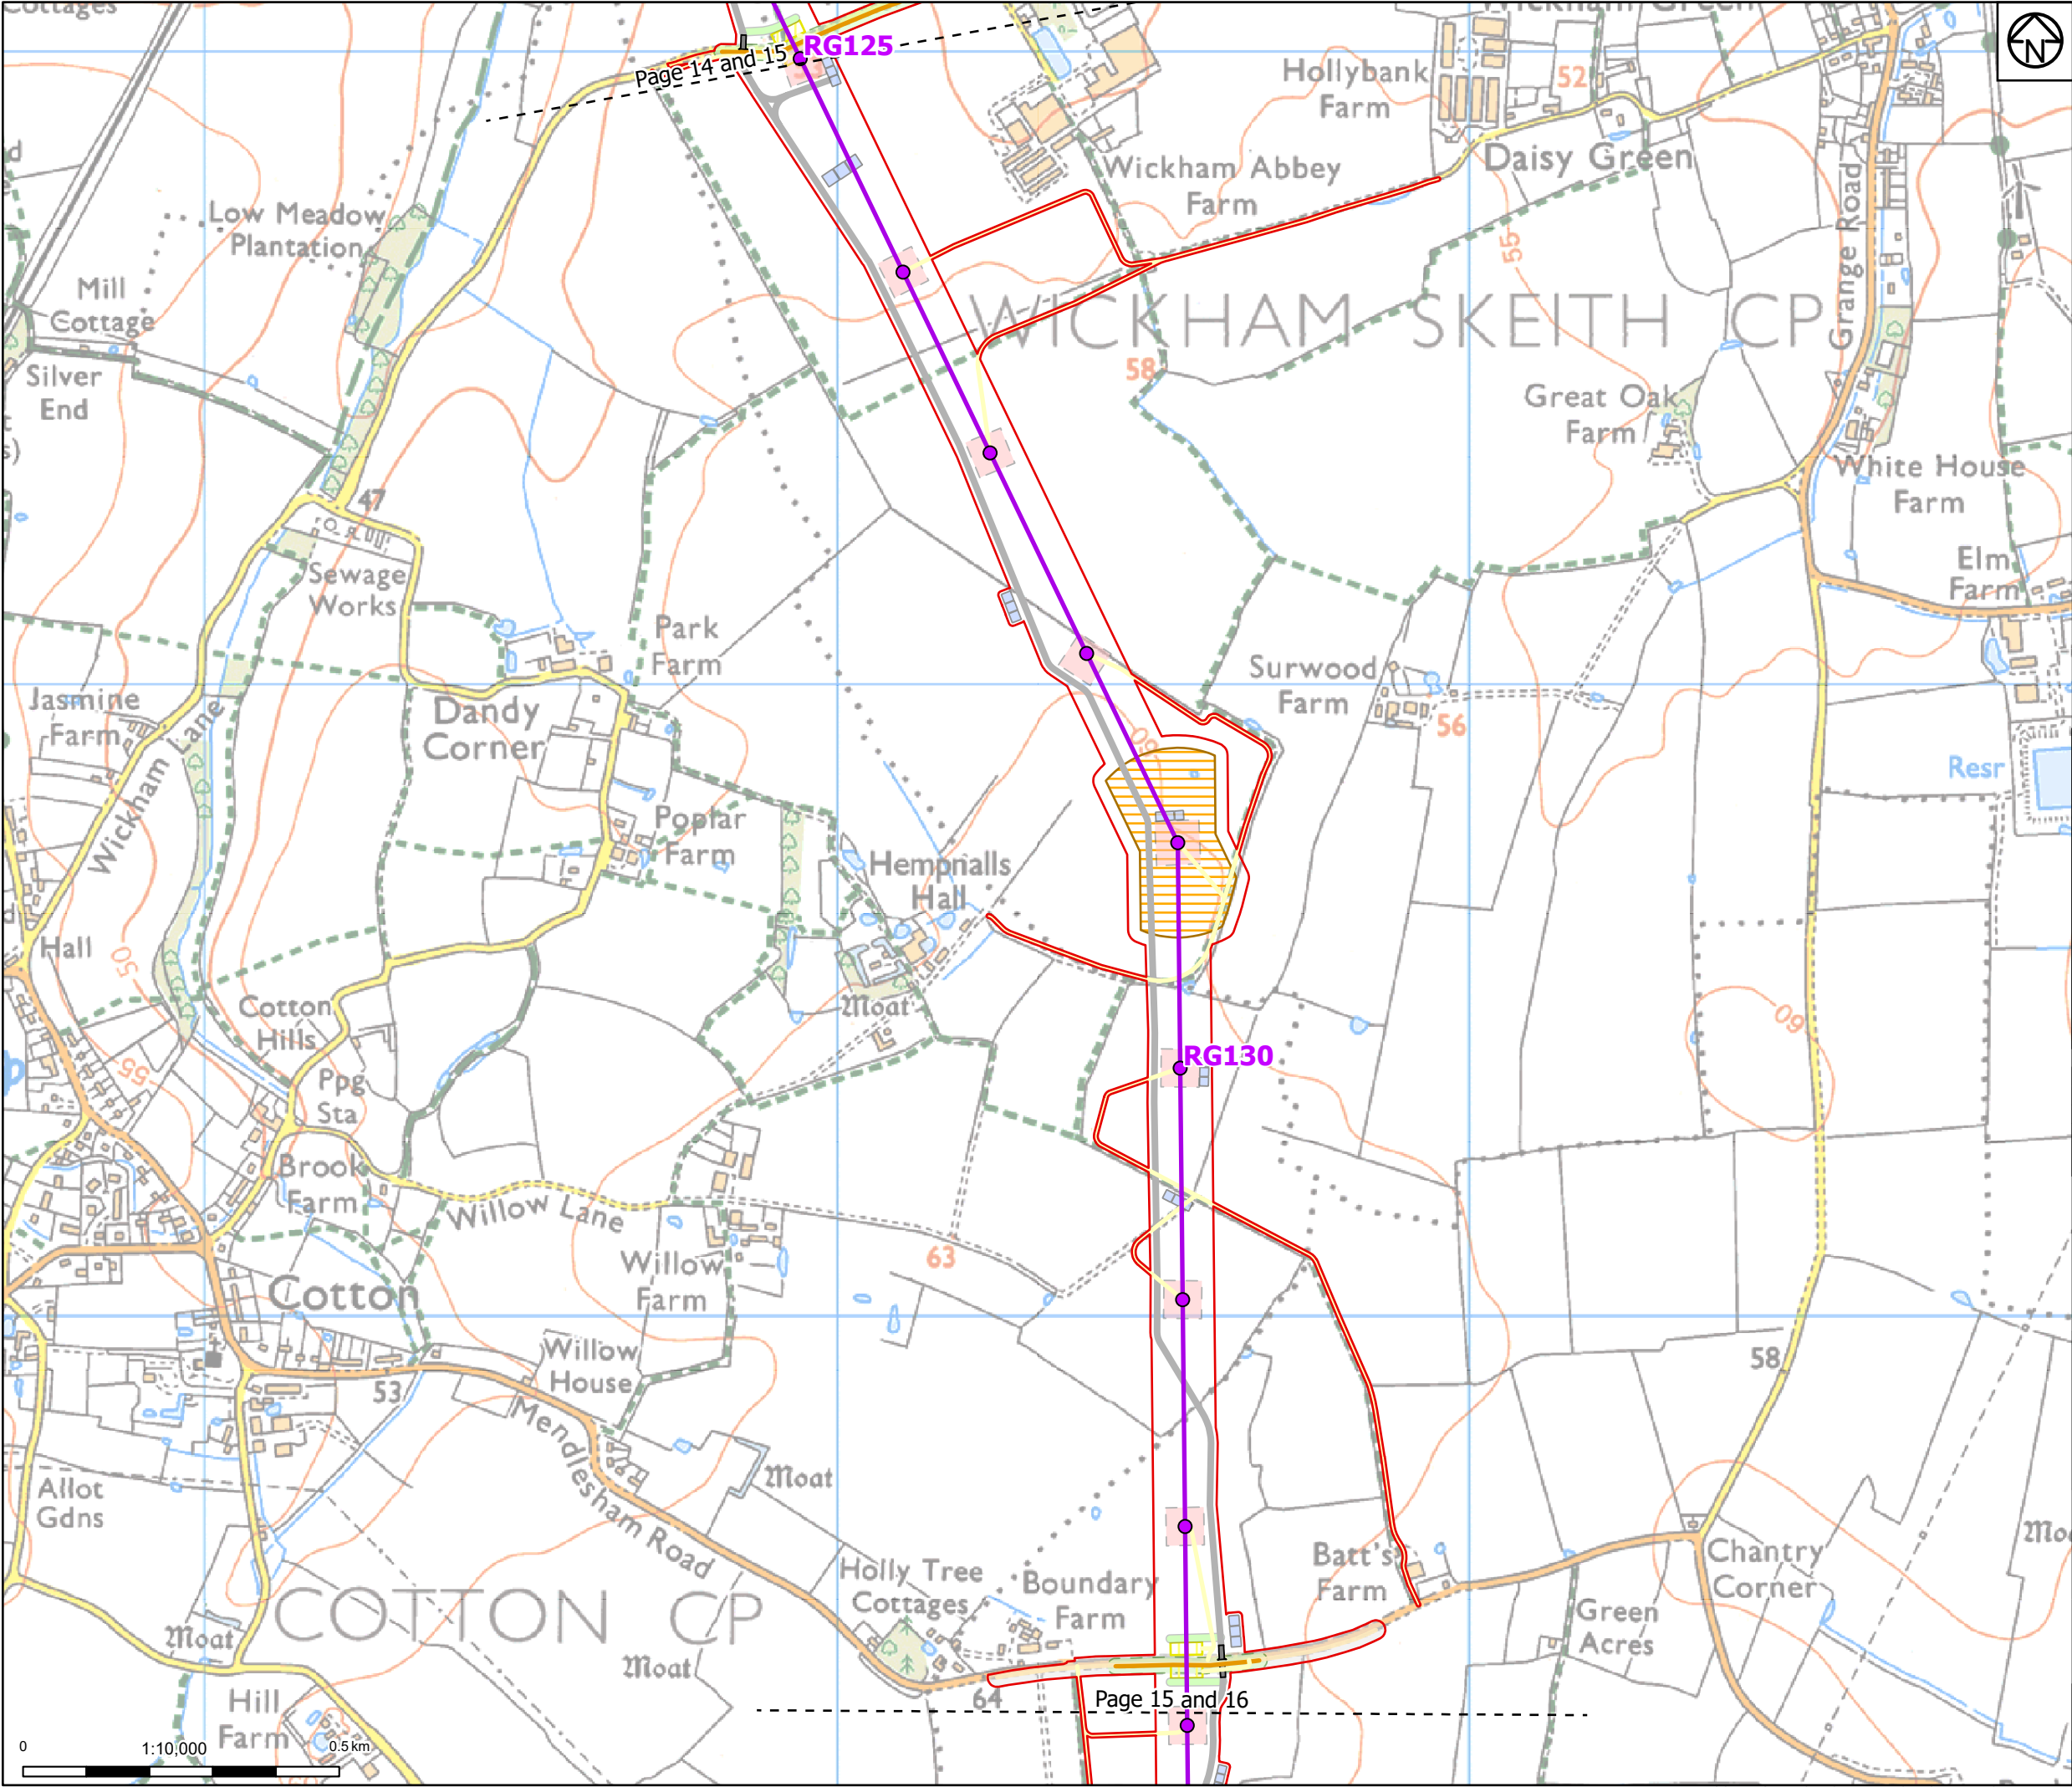 Cottages
Wickham Green
N
RG125
Page 14 and 15
Hollybank
Farm
52
Daisy Green
Wickham Abbey
Farm
Grange Road
Low Meadow
Plantation
Mill
Cottage
55
WICKHAM SKEITH CP
Silver
End
58
Great Oak
Farm
White House
Farm
47
Sewage
Works
Elm
Farm
Park
Farm
Surwood
Farm
56
Jasmine
Farm
Wickham Lane
Dandy
Corner
60
Resr
Poplar
Farm
Hempnalls
Hall
Hall
50
Moat
Cotton
Hills
60
55
Ppg
Sta
RG130
Brook
Farm
Willow Lane
Willow
Farm
63
Cotton
Willow
House
53
58
Mendlesham Road
Moat
Allot
Gdns
Batt's
Farm
Chantry
Corner
Holly Tree
Cottages
Boundary
Farm
COTTON CP
Green
Acres
Moat
Moat
64
Page 15 and 16
Hill
Farm
0
1:10,000
0.5 km